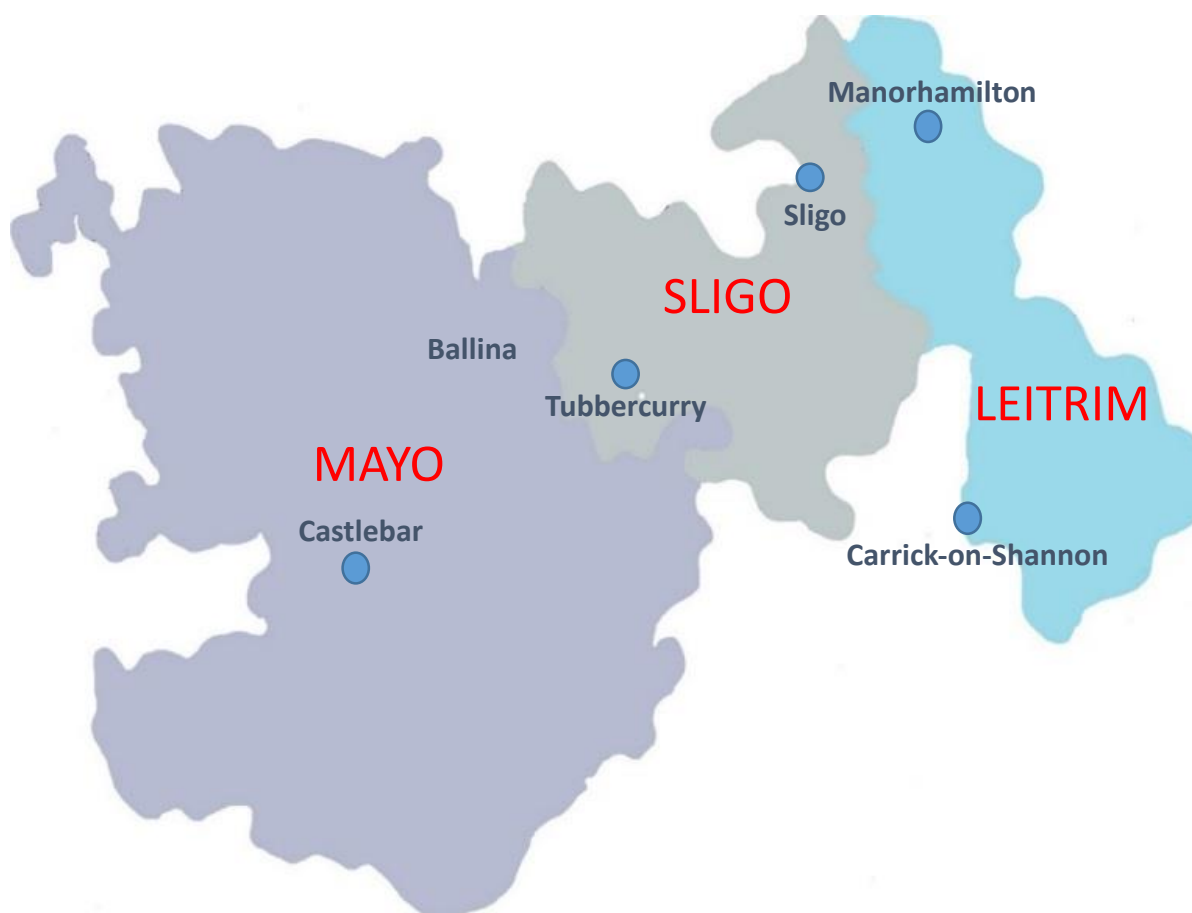 Manorhamilton
Sligo
SLIGO
Ballina
LEITRIM
Tubbercurry
MAYO
Castlebar
Carrick-on-Shannon